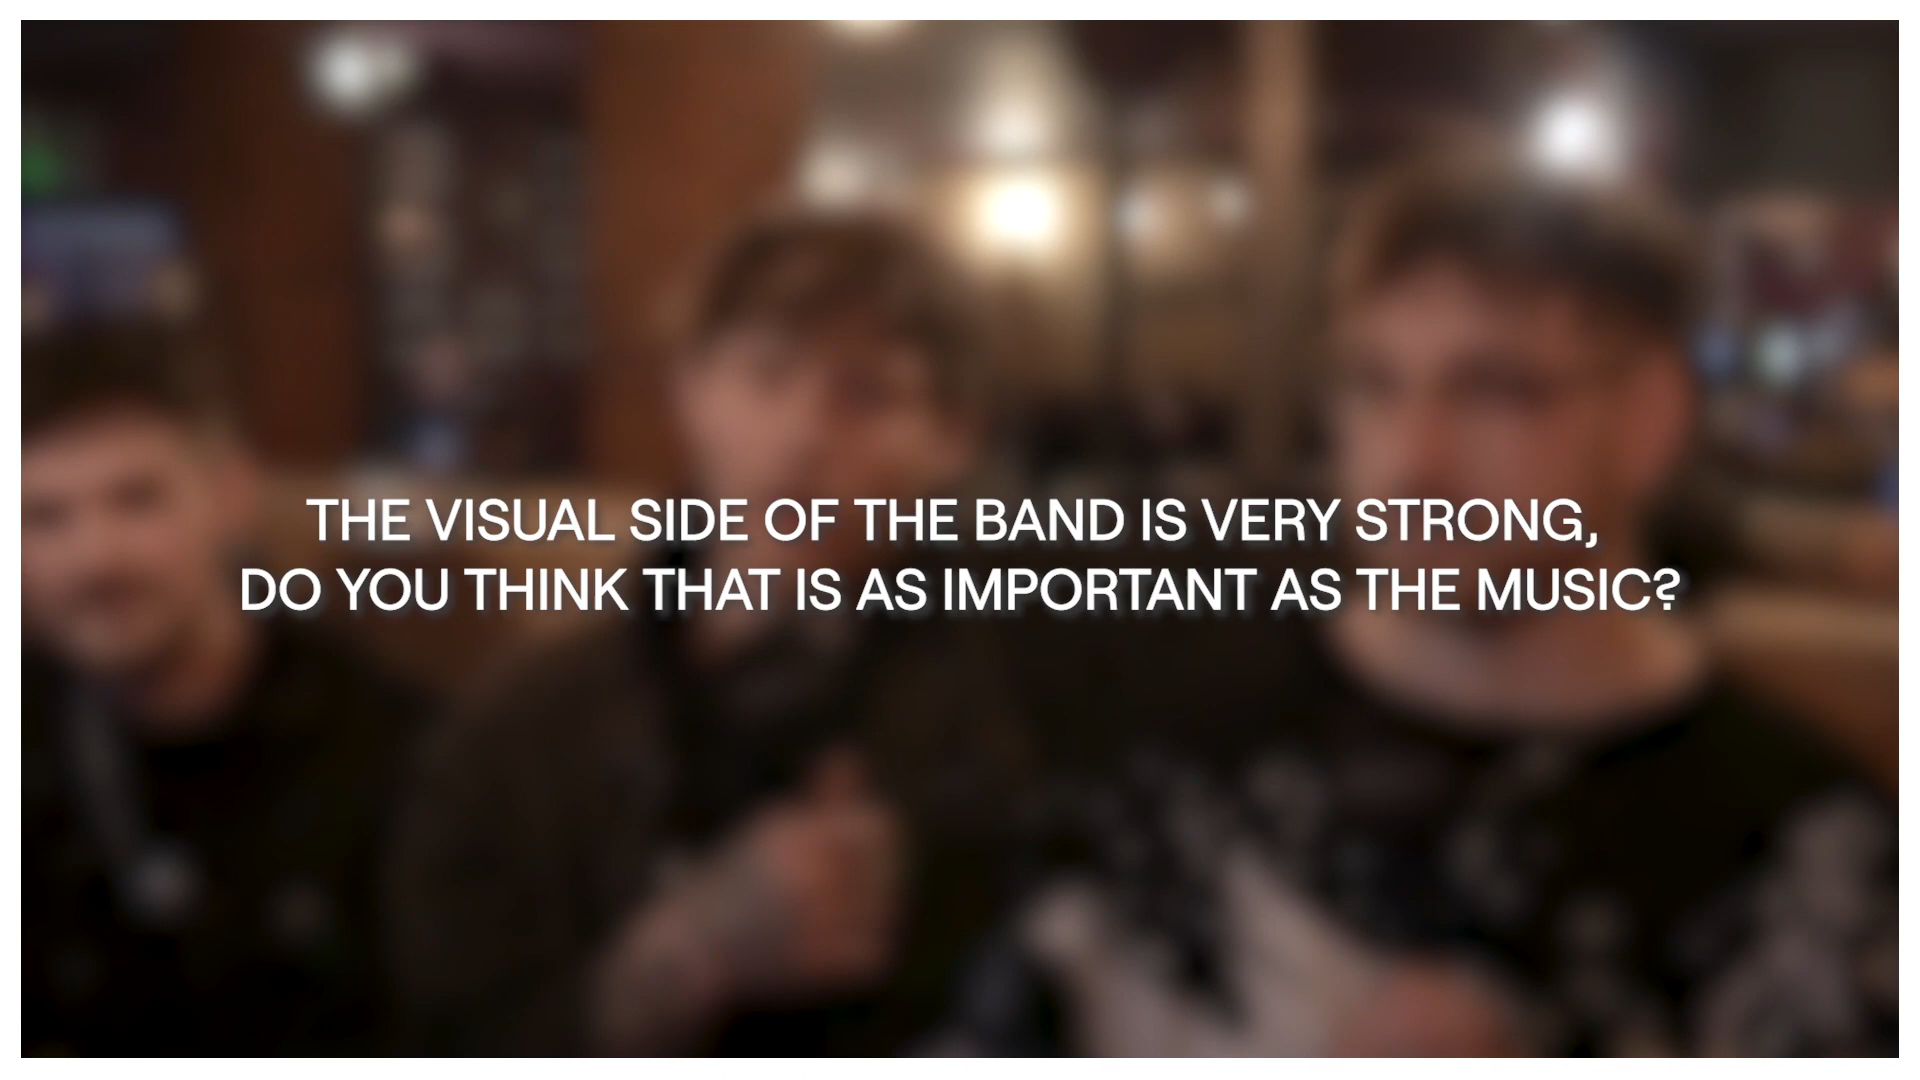 THE VISUAL SIDE OF THE BAND IS VERY STRONG,
DO YOU THINK THAT IS AS IMPORTANT AS THE MUSIC?